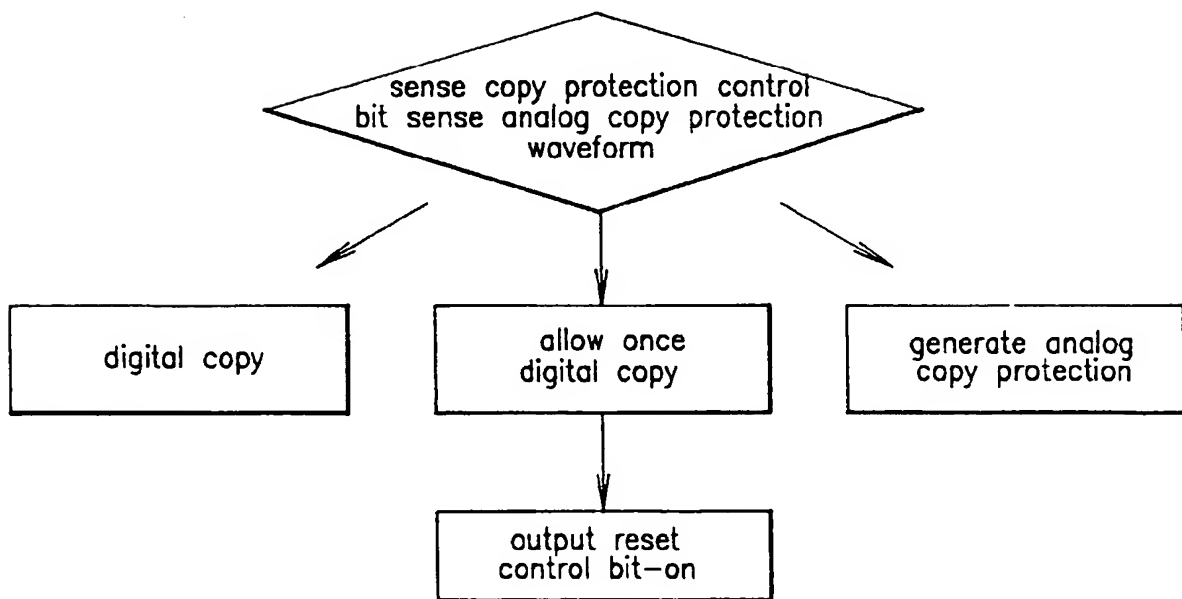 sense copy protection control
bit sense analog copy protection
waveform
digital copy
allow once
digital copy
generate analog
copy protection
output reset
control bit-on